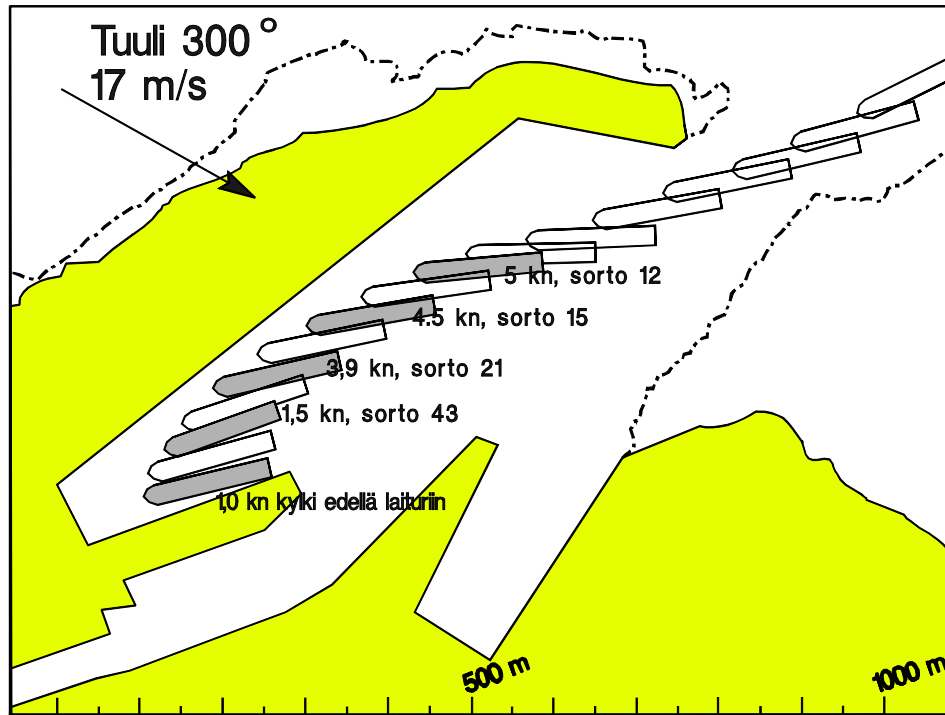 Tuuli 300°
17 m/s
5 kn, sorto 12
4.5 kn, sorto 15
3,9 kn, sorto 21
1,5 kn, sorto 43
1,0 kn kylki edellä laituriin
500 m
1000 m